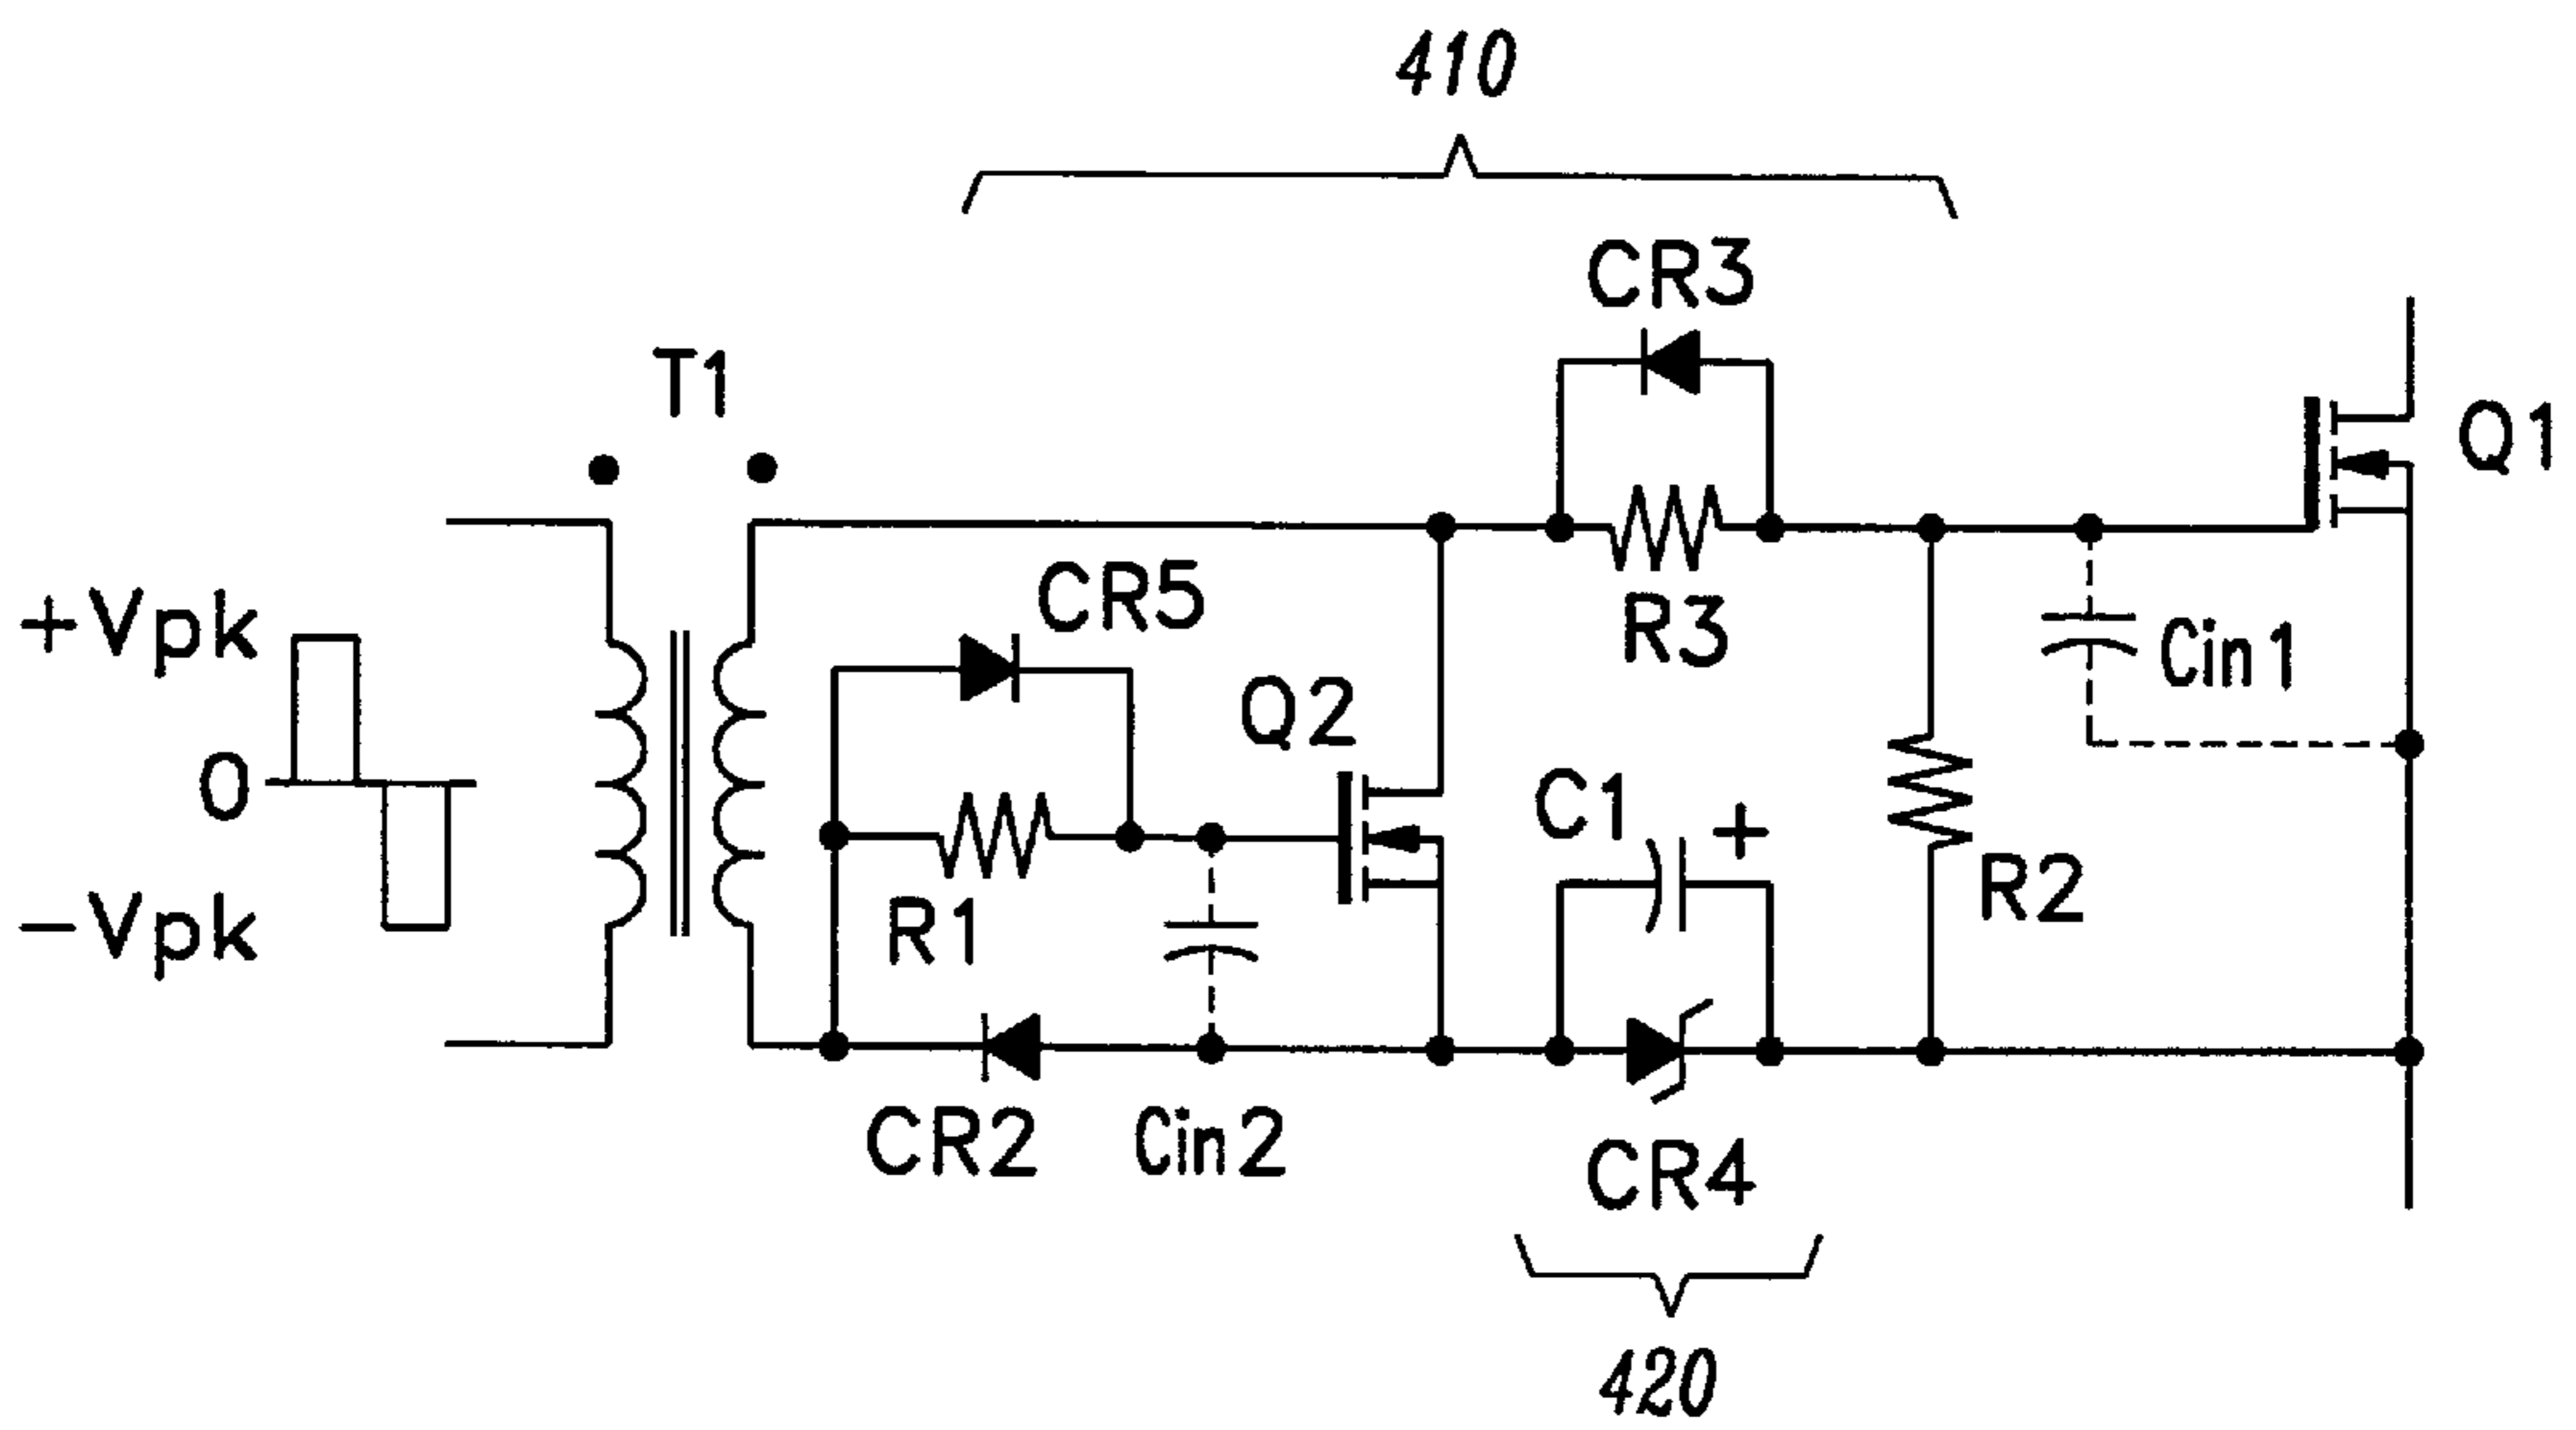 410
CR3
T1
Q1
CR5
+Vpk
R3
Cin1
Q2
0
C1
+
R2
R1
-Vpk
CR2
Cin2
CR4
420